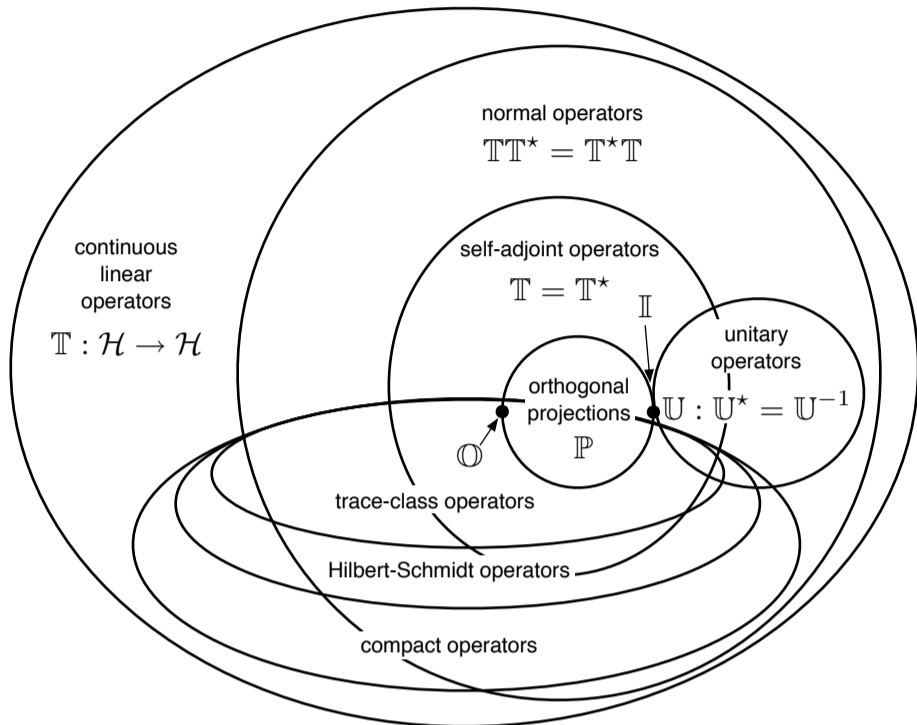 normal operators
𝕋𝕋⋆ = 𝕋⋆𝕋
continuous
linear
operators
𝕋 : ℋ → ℋ
self-adjoint operators
𝕋 = 𝕋⋆
𝕀
unitary
operators
𝕌 : 𝕌⋆ = 𝕌⁻¹
orthogonal
projections
ℙ
𝕆
trace-class operators
Hilbert-Schmidt operators
compact operators